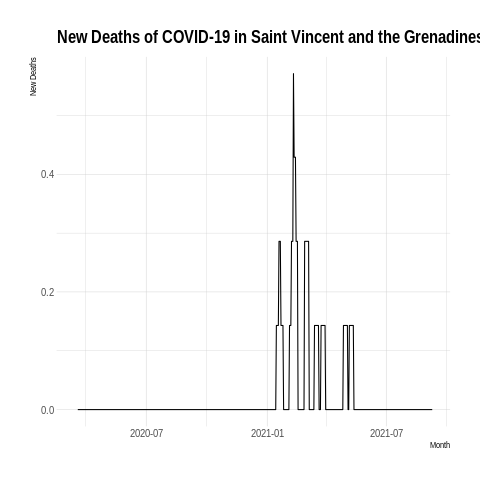 New Deaths of COVID-19 in Saint Vincent and the Grenadines
New Deaths
0.4
0.2
0.0
2020-07
2021-01
2021-07
Month